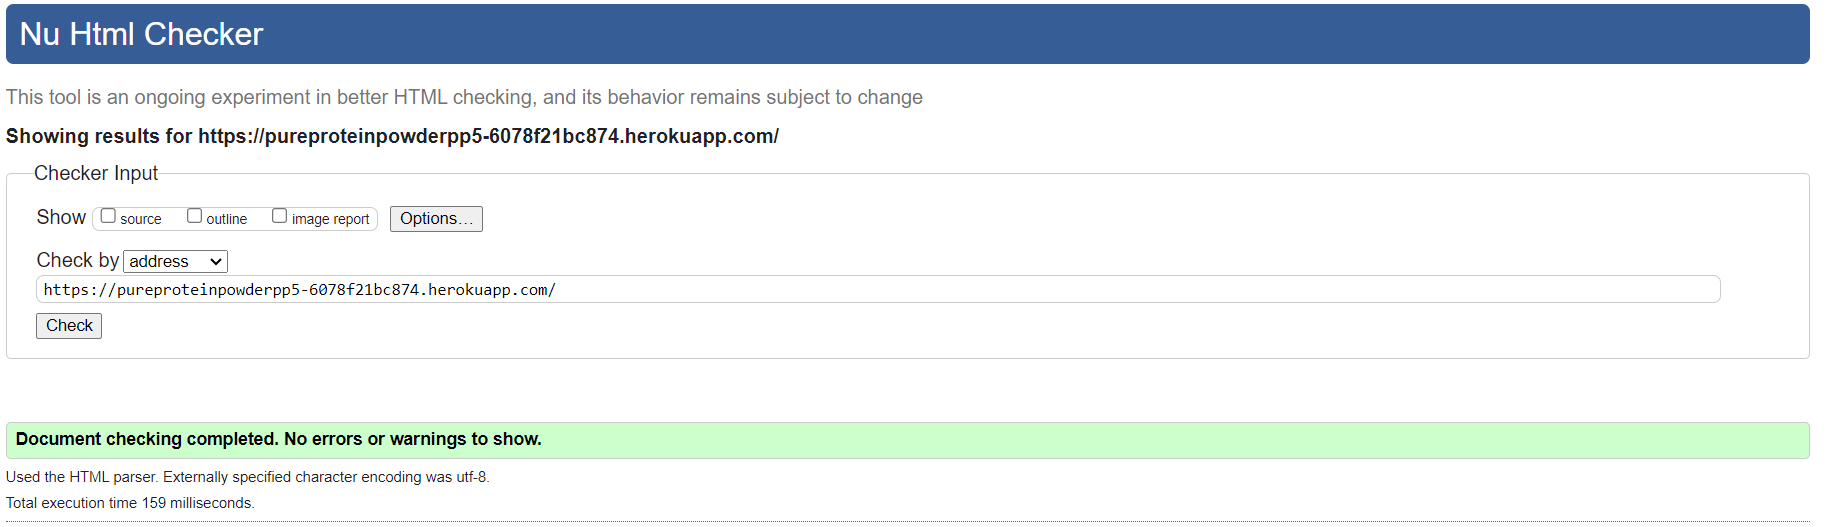 Nu Html Checker
This tool is an ongoing experiment in better HTML checking, and its behavior remains subject to change
Showing results for https://pureproteinpowderpp5-6078f21bc874.herokuapp.com/
Checker Input
Show source outline image report Options...
Check by address
https://pureproteinpowderpp5-6078f21bc874.herokuapp.com/
Check
Document checking completed. No errors or warnings to show.
Used the HTML parser. Externally specified character encoding was utf-8.
Total execution time 159 milliseconds.